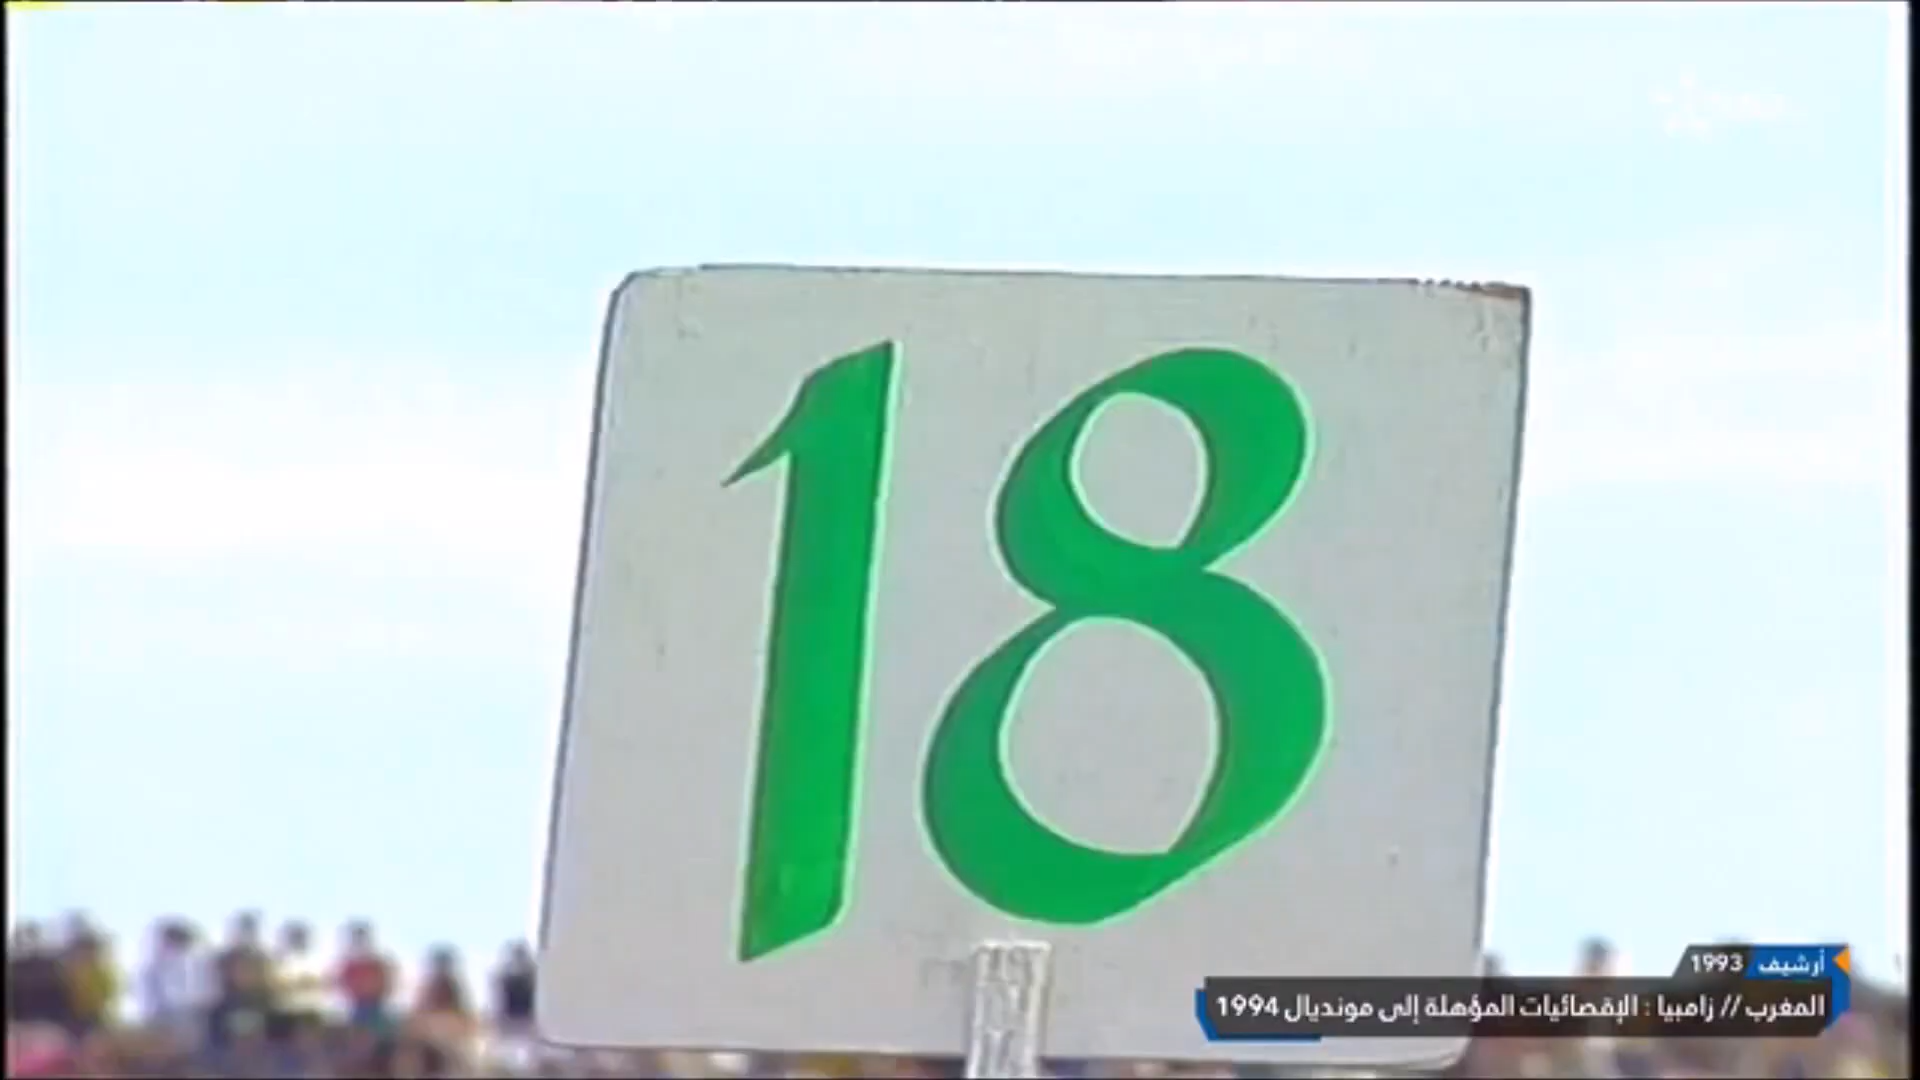 18
أرشيف 1993
المغرب // زامبيا : الإقصائيات المؤهلة إلى مونديال 1994